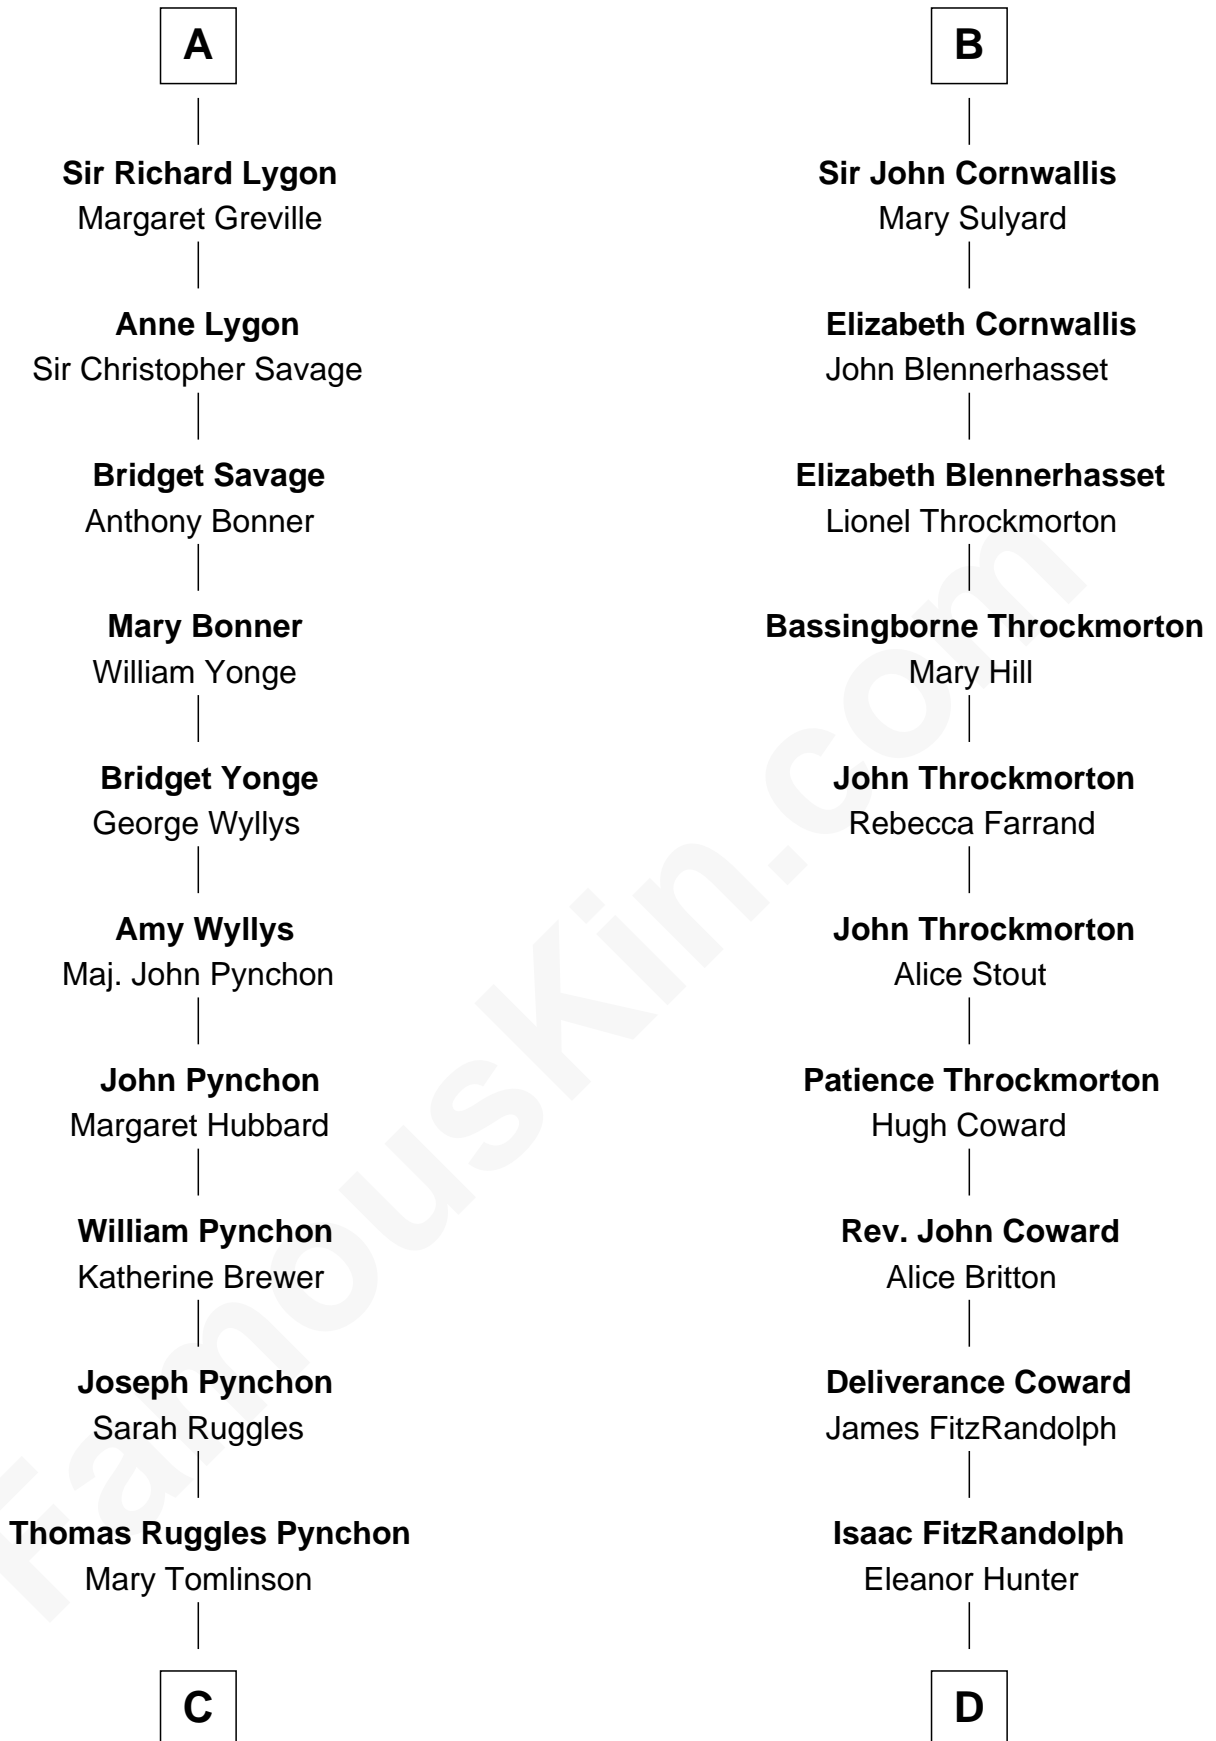 A
Sir Richard Lygon
Margaret Greville
Anne Lygon
Sir Christopher Savage
Bridget Savage
Anthony Bonner
Mary Bonner
William Yonge
Bridget Yonge
George Wyllys
Amy Wyllys
Maj. John Pynchon
John Pynchon
Margaret Hubbard
William Pynchon
Katherine Brewer
Joseph Pynchon
Sarah Ruggles
Thomas Ruggles Pynchon
Mary Tomlinson
C
B
Sir John Cornwallis
Mary Sulyard
Elizabeth Cornwallis
John Blennerhasset
Elizabeth Blennerhasset
Lionel Throckmorton
Bassingborne Throckmorton
Mary Hill
John Throckmorton
Rebecca Farrand
John Throckmorton
Alice Stout
Patience Throckmorton
Hugh Coward
Rev. John Coward
Alice Britton
Deliverance Coward
James FitzRandolph
Isaac FitzRandolph
Eleanor Hunter
D
FamousKin.com